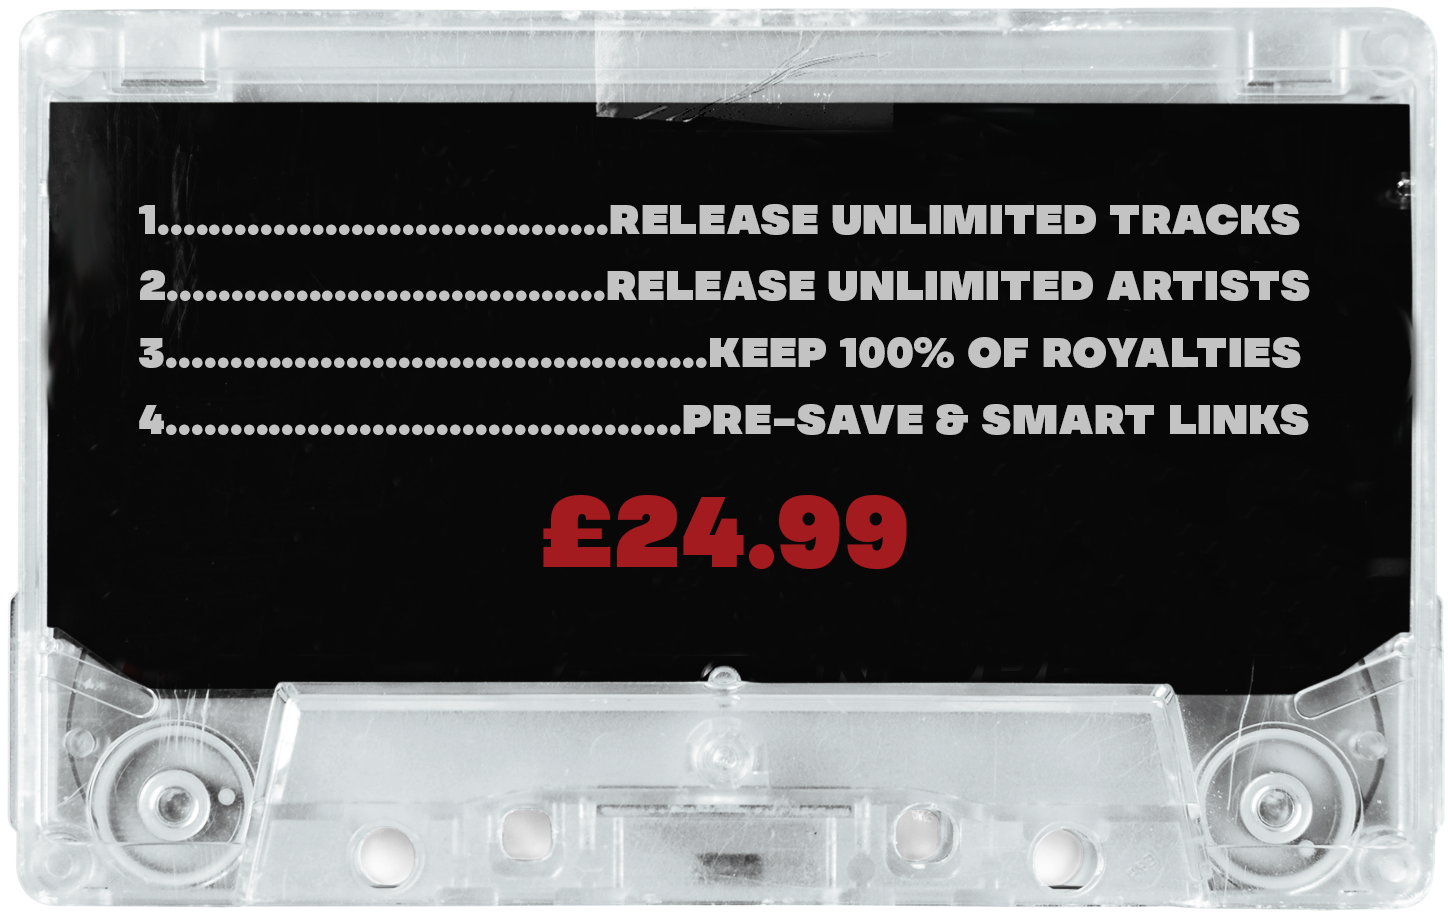 1...................................RELEASE UNLIMITED TRACKS
2..................................RELEASE UNLIMITED ARTISTS
3..........................................KEEP 100% OF ROYALTIES
4........................................PRE-SAVE & SMART LINKS
£24.99